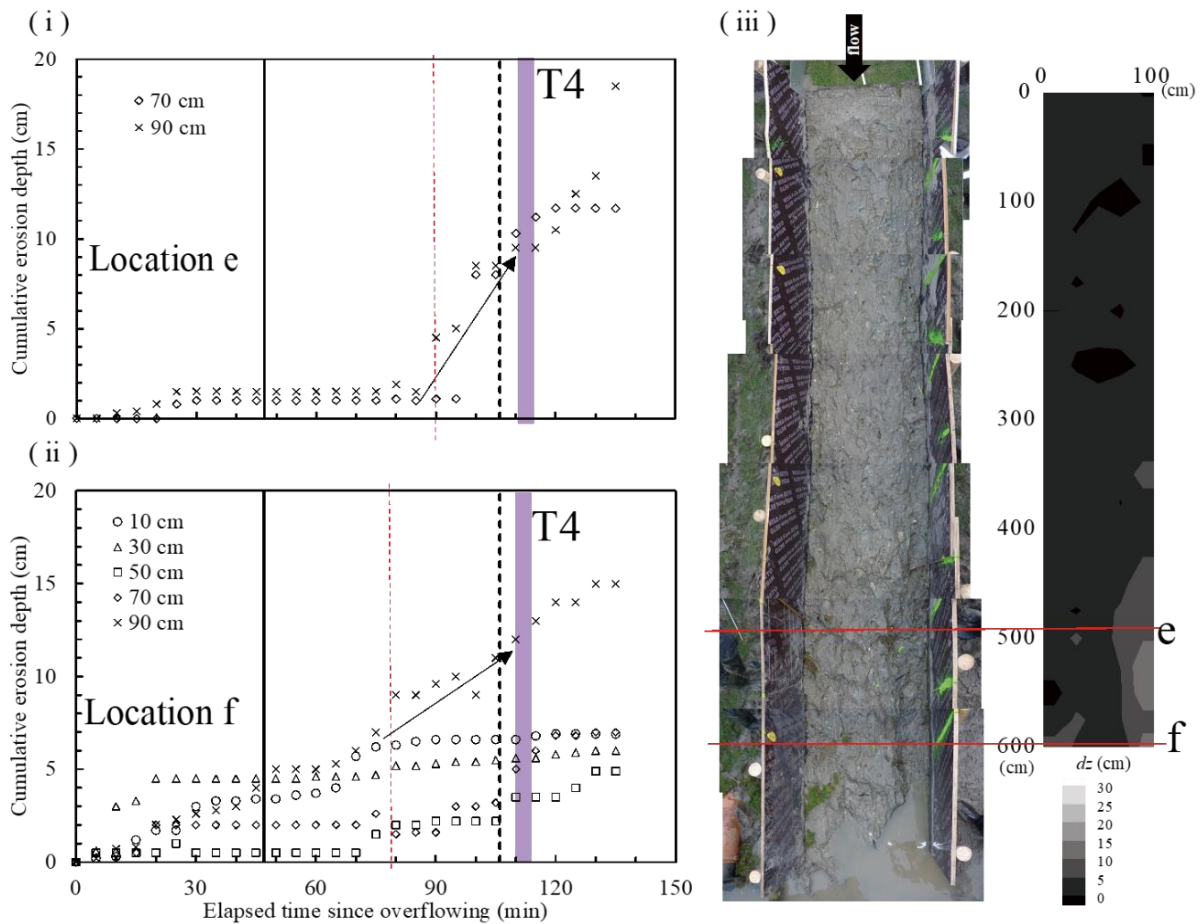 ( i )
20
15
10
5
0
Cumulative erosion depth (cm)
70 cm
90 cm
Location e
T4
( ii )
20
15
10
5
0
Cumulative erosion depth (cm)
10 cm
30 cm
50 cm
70 cm
90 cm
Location f
T4
0 30 60 90 120 150
Elapsed time since overflowing (min)
( iii )
flow
0 100
(cm)
0
100
200
300
400
500
600
(cm)
e
f
dz (cm)
30
25
20
15
10
5
0